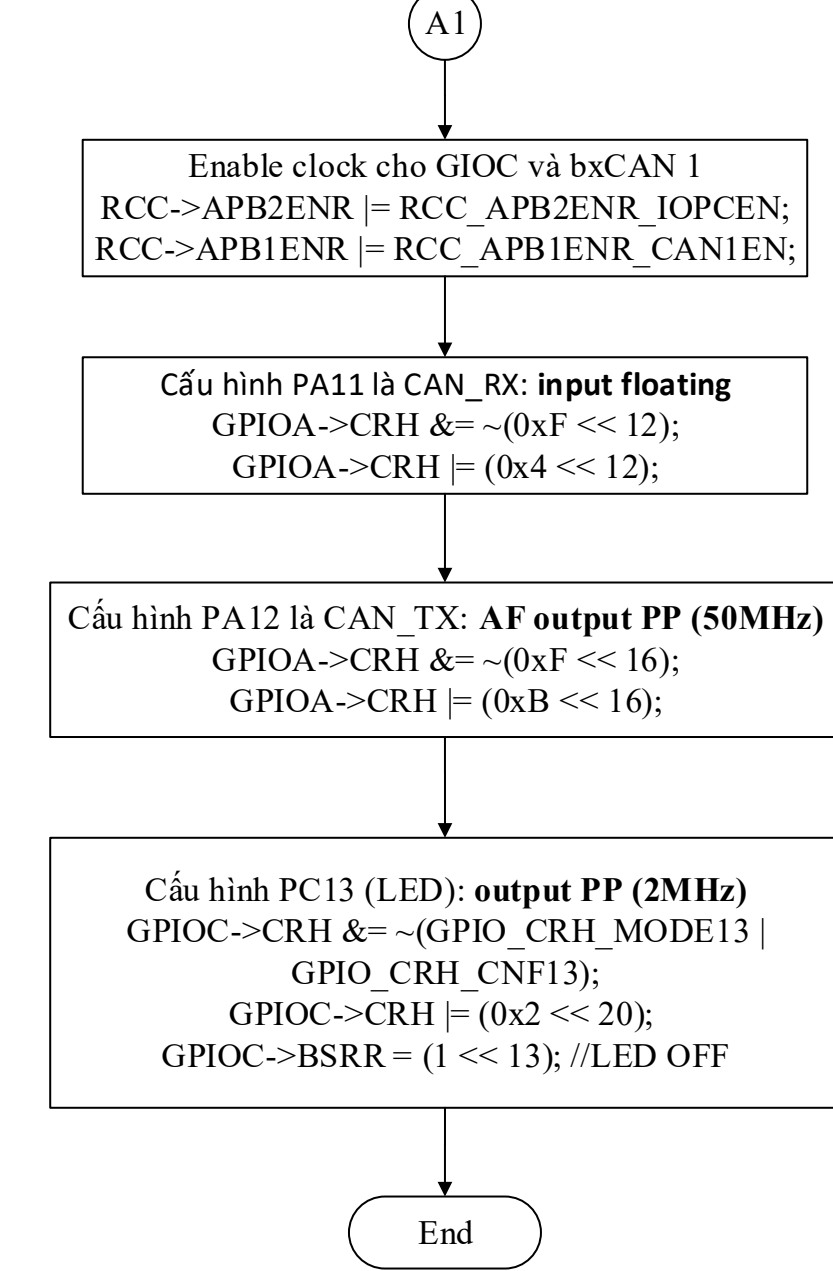 A1
Enable clock cho GIOC và bxCAN 1
RCC->APB2ENR |= RCC_APB2ENR_IOPCEN;
RCC->APB1ENR |= RCC_APB1ENR_CAN1EN;
Cấu hình PA11 là CAN_RX: input floating
GPIOA->CRH &= ~(0xF << 12);
GPIOA->CRH |= (0x4 << 12);
Cấu hình PA12 là CAN_TX: AF output PP (50MHz)
GPIOA->CRH &= ~(0xF << 16);
GPIOA->CRH |= (0xB << 16);
Cấu hình PC13 (LED): output PP (2MHz)
GPIOC->CRH &= ~(GPIO_CRH_MODE13 |
GPIO_CRH_CNF13);
GPIOC->CRH |= (0x2 << 20);
GPIOC->BSRR = (1 << 13); //LED OFF
End